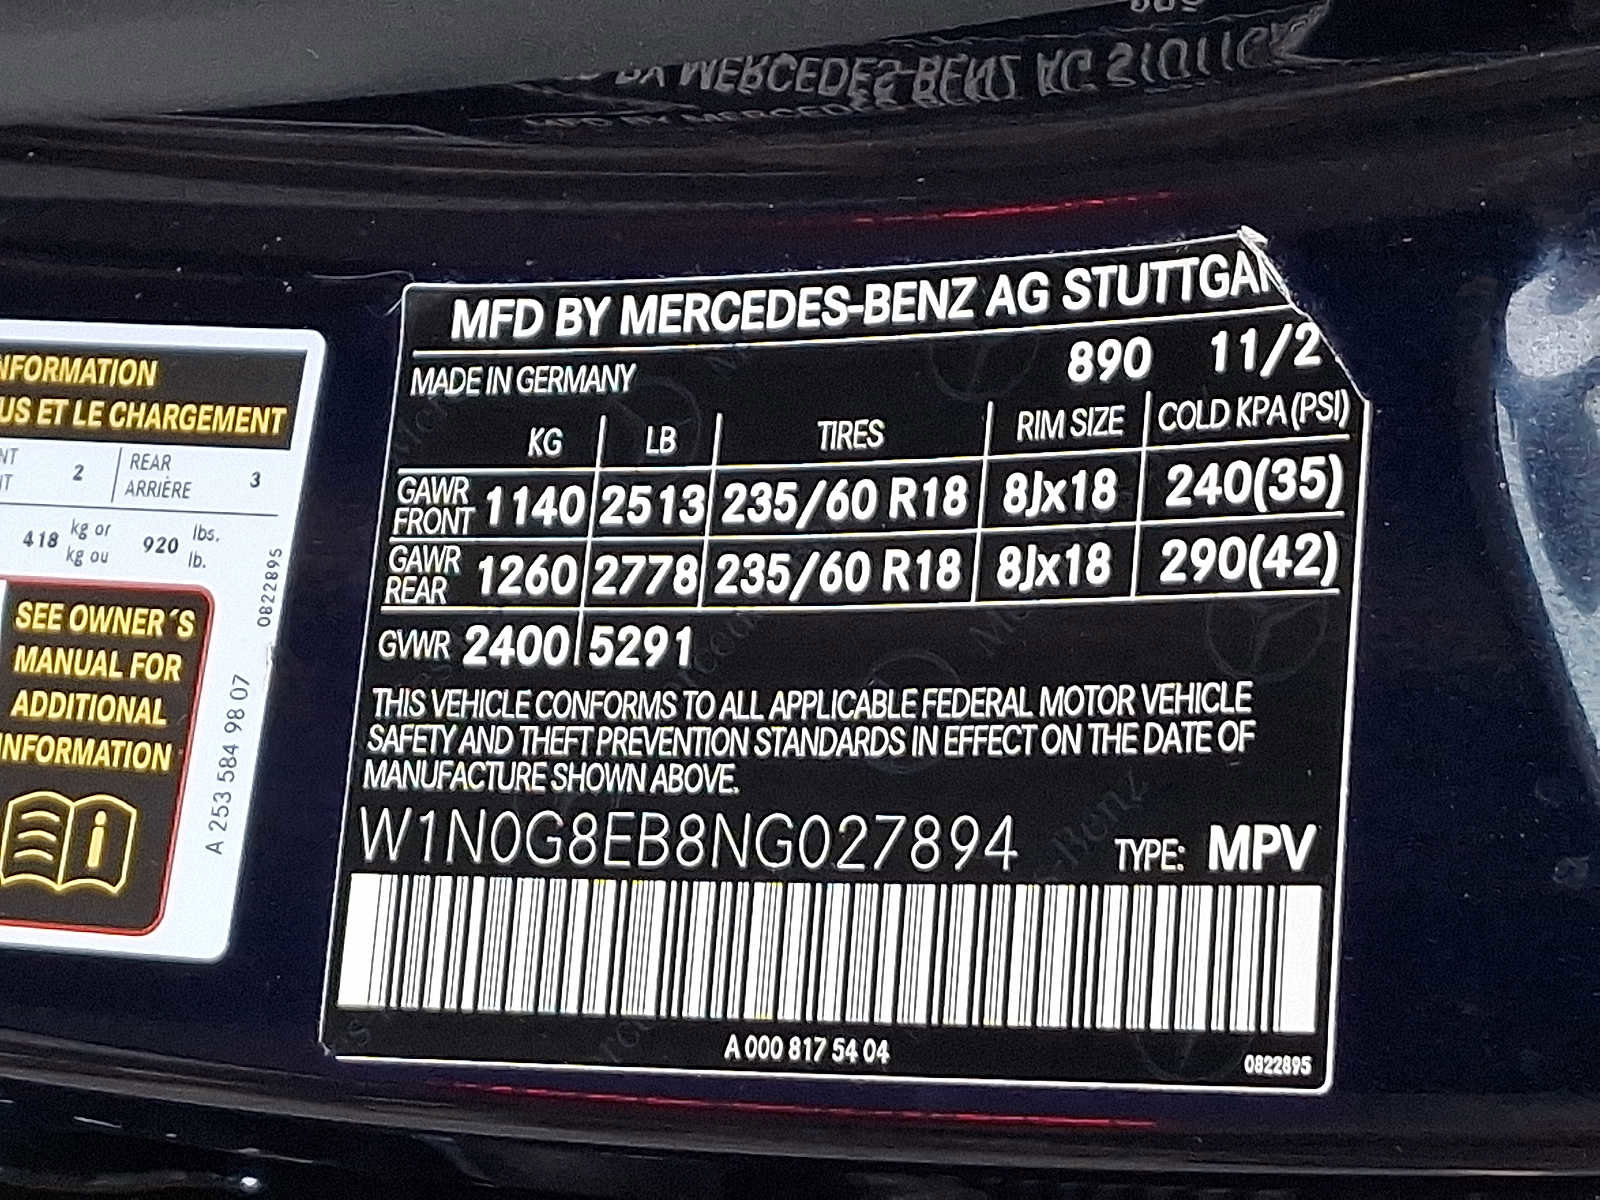 MFD BY MERCEDES-BENZ AG STUTTGA
MADE IN GERMANY 890 11/2
KG LB TIRES RIM SIZE COLD KPA (PSI)
GAWR FRONT 1140 2513 235/60 R18 8Jx18 240(35)
GAWR REAR 1260 2778 235/60 R18 8Jx18 290(42)
GVWR 2400 5291
THIS VEHICLE CONFORMS TO ALL APPLICABLE FEDERAL MOTOR VEHICLE
SAFETY AND THEFT PREVENTION STANDARDS IN EFFECT ON THE DATE OF
MANUFACTURE SHOWN ABOVE.
W1N0G8EB8NG027894 TYPE: MPV
A 000 817 54 04
0822895
NFORMATION
US ET LE CHARGEMENT
NT 2 REAR 3
NT ARRIÈRE
418 kg or 920 lbs.
kg ou lb.
SEE OWNER´S
MANUAL FOR
ADDITIONAL
INFORMATION
A 253 584 98 07
0822895